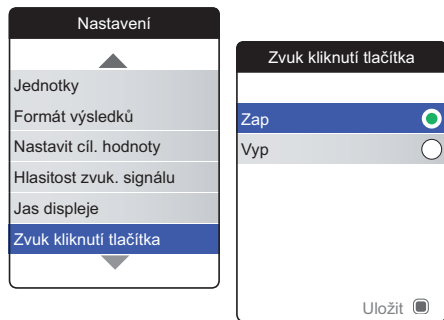 Nastavení
Jednotky
Formát výsledků
Nastavit cíl. hodnoty
Hlasitost zvuk. signálu
Jas displeje
Zvuk kliknutí tlačítka
Zvuk kliknutí tlačítka
Zap
Vyp
Uložit